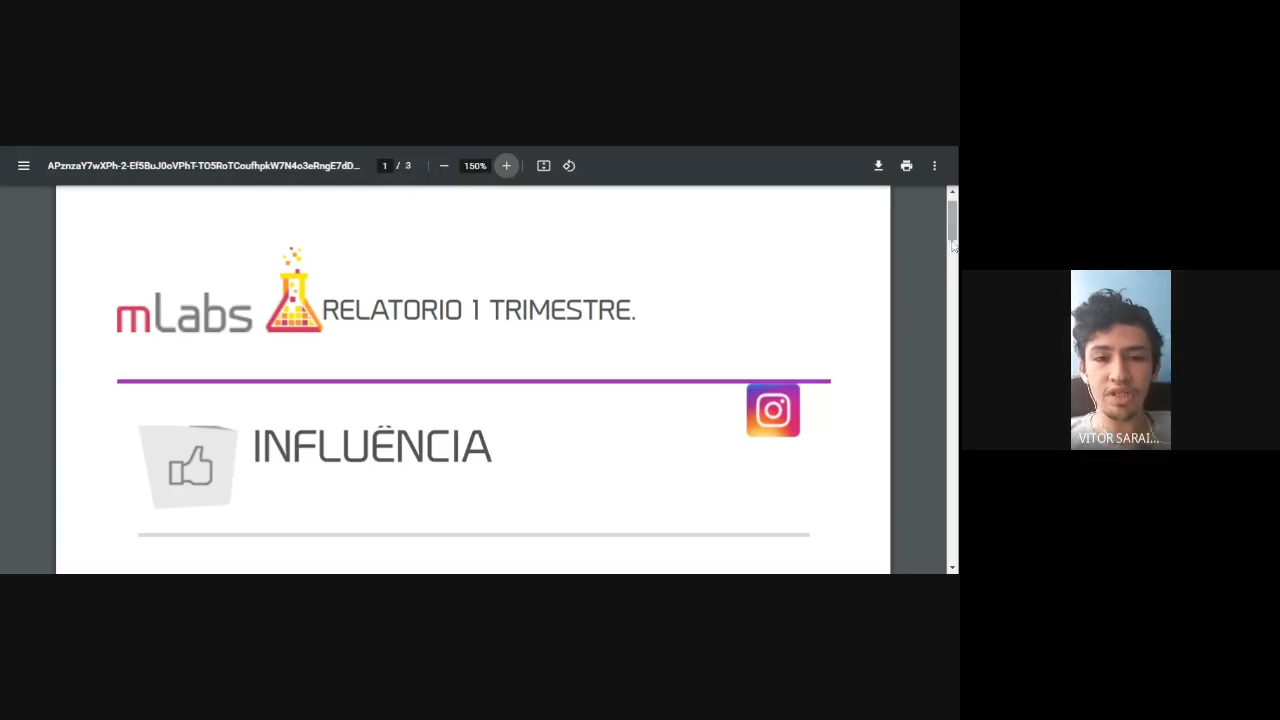 APznzaY7wXPh-2-Ef5BuJ0oVPhT-TO5RoTCoufhpkW7N4o3eRngE7dD...
1 / 3
150%
mLabs
RELATORIO 1 TRIMESTRE.
INFLUÊNCIA
VITOR SARAI...